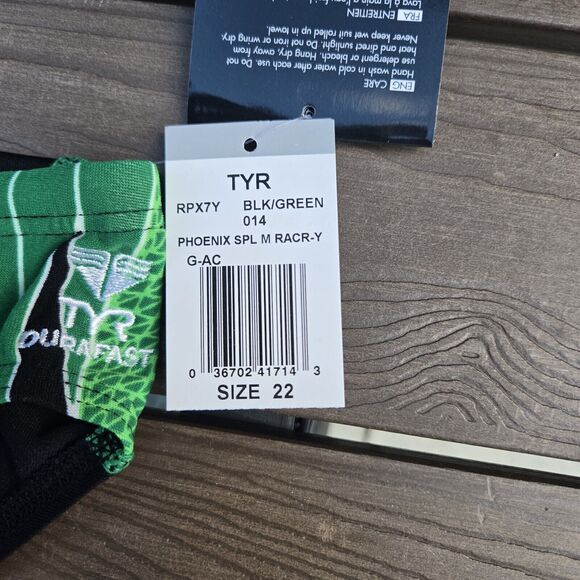 ENG CARE
Hand wash in cold water after each use. Do not
use detergent or bleach. Hang dry, away from
heat and direct sunlight. Do not iron or wring dry.
Never keep wet suit rolled in up towel.
FRA ENTRETIEN
TYR
RPX7Y BLK/GREEN
014
PHOENIX SPL M RACR-Y
G-AC
0 36702 41714 3
SIZE 22
TYR
DURAFAST